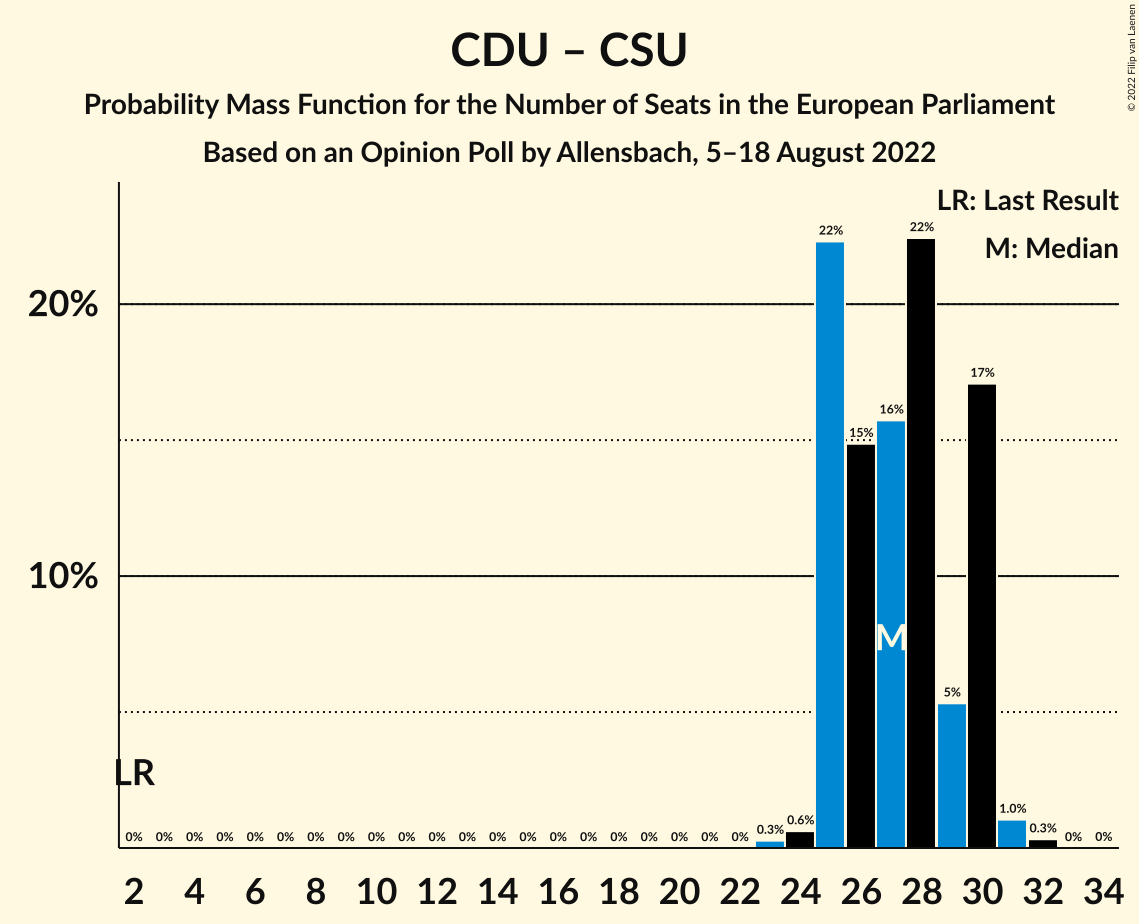 CDU – CSU
Probability Mass Function for the Number of Seats in the European Parliament
Based on an Opinion Poll by Allensbach, 5–18 August 2022
© 2022 Filip van Laenen
LR: Last Result
M: Median
20%
10%
22%
22%
17%
16%
15%
M
5%
LR
0% 0% 0% 0% 0% 0% 0% 0% 0% 0% 0% 0% 0% 0% 0% 0% 0% 0% 0% 0% 0% 0.3% 0.6% 1.0% 0.3% 0% 0%
2 4 6 8 10 12 14 16 18 20 22 24 26 28 30 32 34